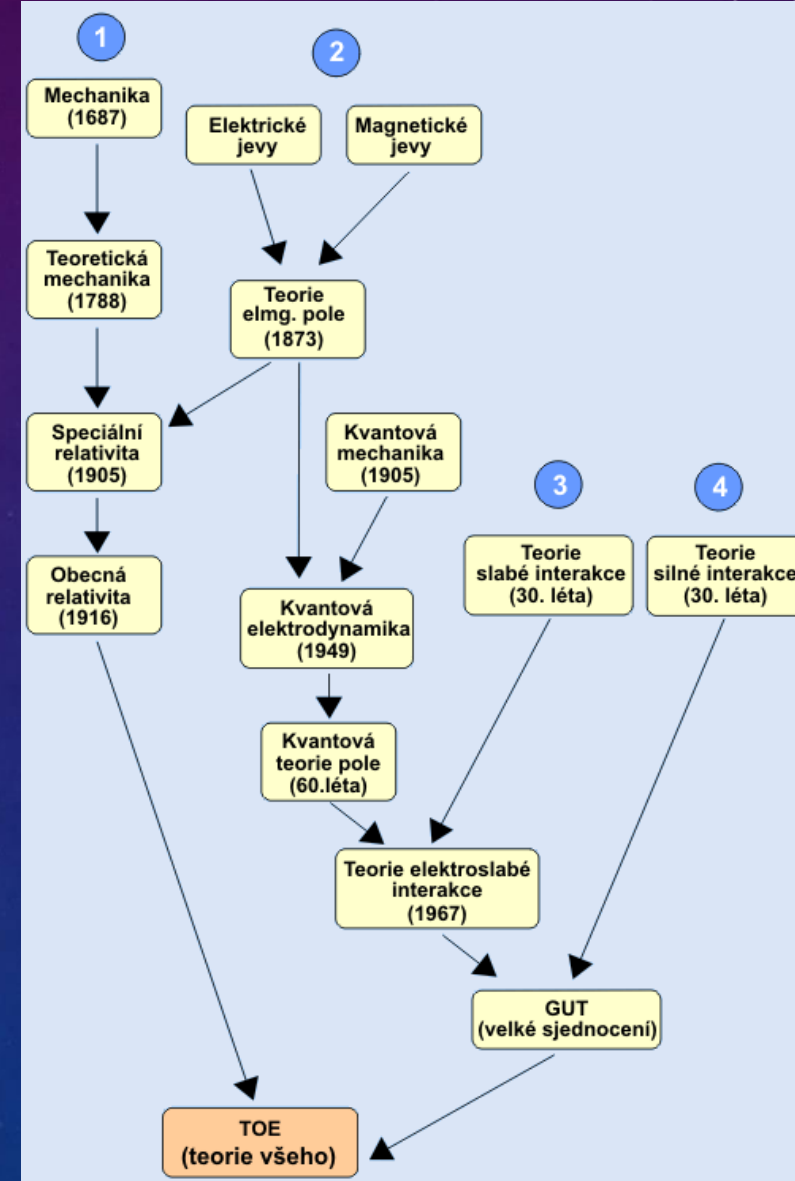 1
2
Mechanika
(1687)
Elektrické
jevy
Magnetické
jevy
Teoretická
mechanika
(1788)
Teorie
elmg. pole
(1873)
Speciální
relativita
(1905)
Kvantová
mechanika
(1905)
3
4
Obecná
relativita
(1916)
Kvantová
elektrodynamika
(1949)
Teorie
slabé interakce
(30. léta)
Teorie
silné interakce
(30. léta)
Kvantová
teorie pole
(60.léta)
Teorie elektroslabé
interakce
(1967)
GUT
(velké sjednocení)
TOE
(teorie všeho)